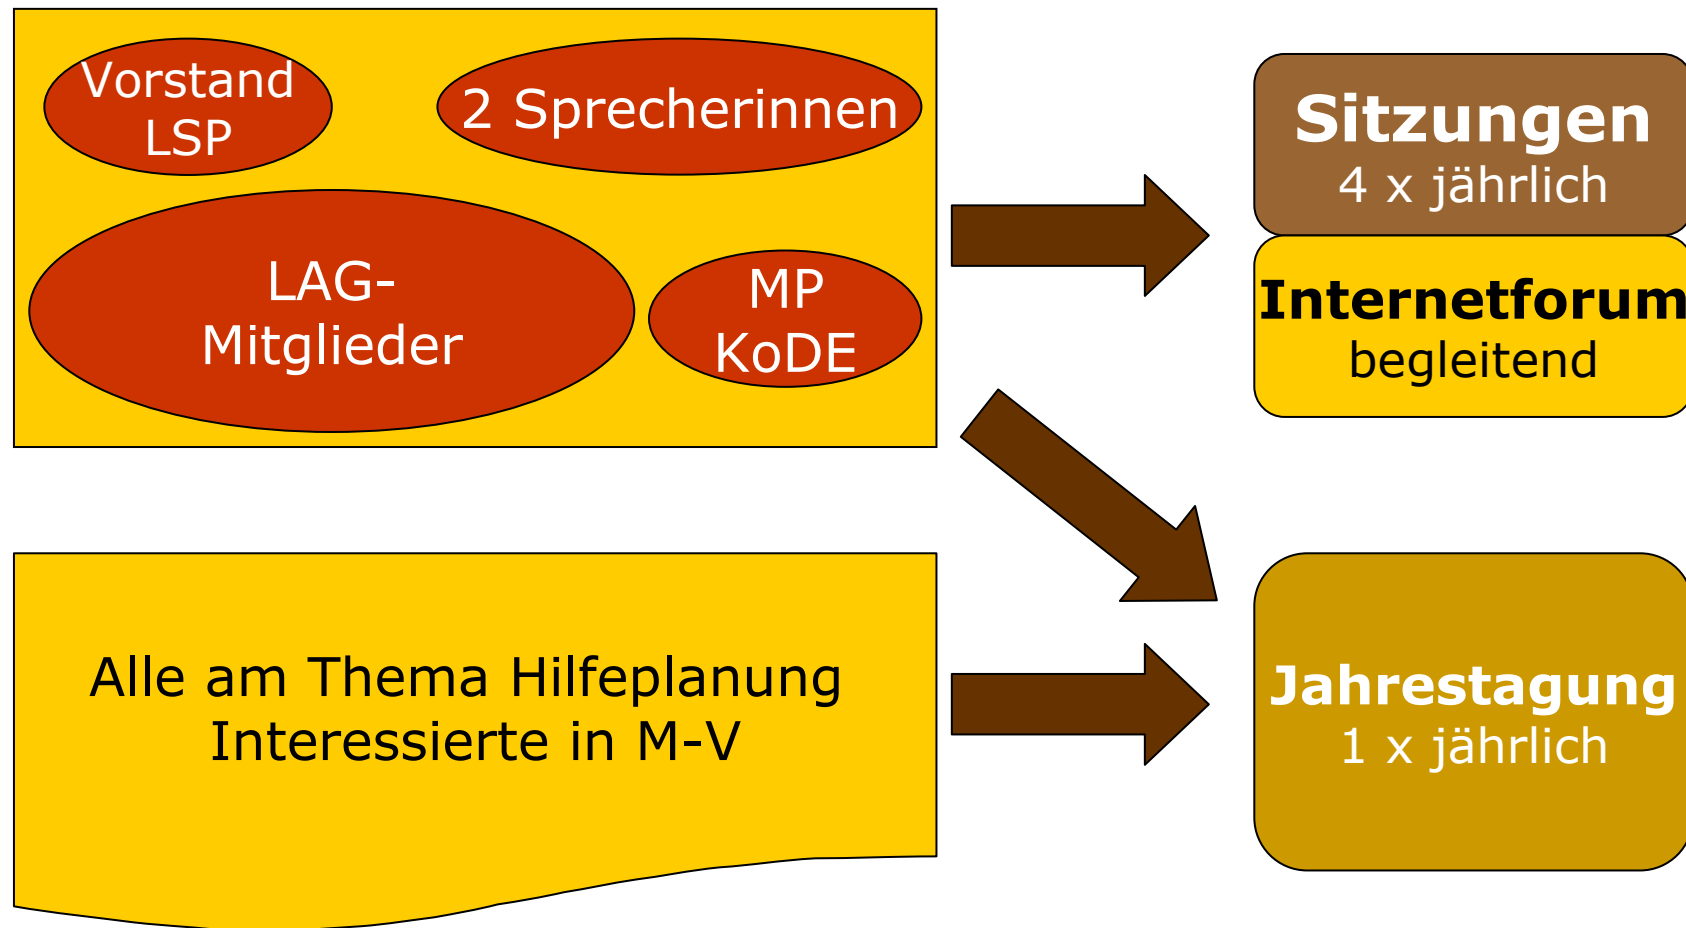 Vorstand
LSP
2 Sprecherinnen
LAG-
Mitglieder
MP
KoDE
Sitzungen
4 x jährlich
Internetforum
begleitend
Alle am Thema Hilfeplanung
Interessierte in M-V
Jahrestagung
1 x jährlich